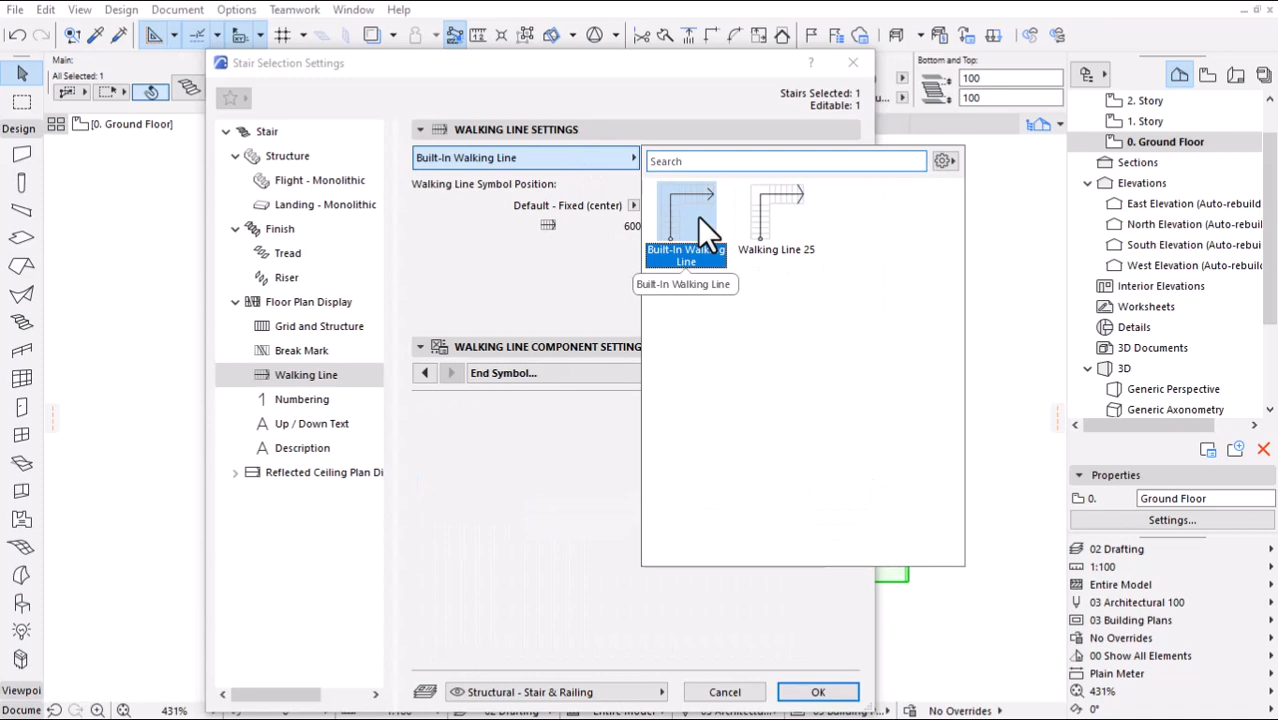 File Edit View Design Document Options Teamwork Window Help
Main:
All Selected: 1
Bottom and Top:
100
100
Stair Selection Settings
?
Stairs Selected: 1
Editable: 1
[0. Ground Floor]
Design
Stair
Structure
Flight - Monolithic
Landing - Monolithic
Finish
Tread
Riser
Floor Plan Display
Grid and Structure
Break Mark
Walking Line
Numbering
Up / Down Text
Description
Reflected Ceiling Plan Di
WALKING LINE SETTINGS
Built-In Walking Line
Walking Line Symbol Position:
Default - Fixed (center)
600
WALKING LINE COMPONENT SETTING
End Symbol...
Search
Built-In Walking
Line
Walking Line 25
Built-In Walking Line
Structural - Stair & Railing
Cancel
OK
2. Story
1. Story
0. Ground Floor
Sections
Elevations
East Elevation (Auto-rebuild
North Elevation (Auto-rebuild
South Elevation (Auto-rebuild
West Elevation (Auto-rebuild
Interior Elevations
Worksheets
Details
3D Documents
3D
Generic Perspective
Generic Axonometry
Properties
0.
Ground Floor
Settings...
02 Drafting
1:100
Entire Model
03 Architectural 100
03 Building Plans
No Overrides
00 Show All Elements
Plain Meter
431%
0°
Viewpoi
Docume
431%
No Overrides